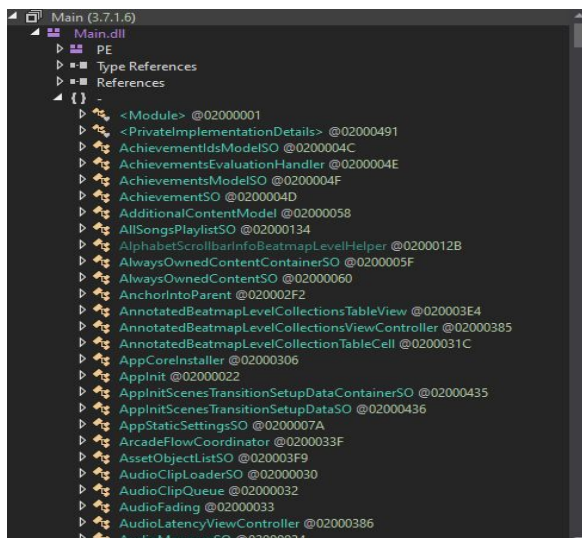 Main (3.7.1.6)
Main.dll
PE
Type References
References
{ } -
<Module> @02000001
<PrivateImplementationDetails> @02000491
AchievementIdsModelSO @0200004C
AchievementsEvaluationHandler @0200004E
AchievementsModelSO @0200004F
AchievementSO @0200004D
AdditionalContentModel @02000058
AllSongsPlaylistSO @02000134
AlphabetScrollbarInfoBeatmapLevelHelper @0200012B
AlwaysOwnedContentContainerSO @0200005F
AlwaysOwnedContentSO @02000060
AnchorIntoParent @020002F2
AnnotatedBeatmapLevelCollectionsTableView @020003E4
AnnotatedBeatmapLevelCollectionsViewController @02000385
AnnotatedBeatmapLevelCollectionTableCell @0200031C
AppCoreInstaller @02000306
AppInit @02000022
AppInitScenesTransitionSetupDataContainerSO @02000435
AppInitScenesTransitionSetupDataSO @02000436
AppStaticSettingsSO @0200007A
ArcadeFlowCoordinator @0200033F
AssetObjectListSO @020003F9
AudioClipLoaderSO @02000030
AudioClipQueue @02000032
AudioFading @02000033
AudioLatencyViewController @02000386